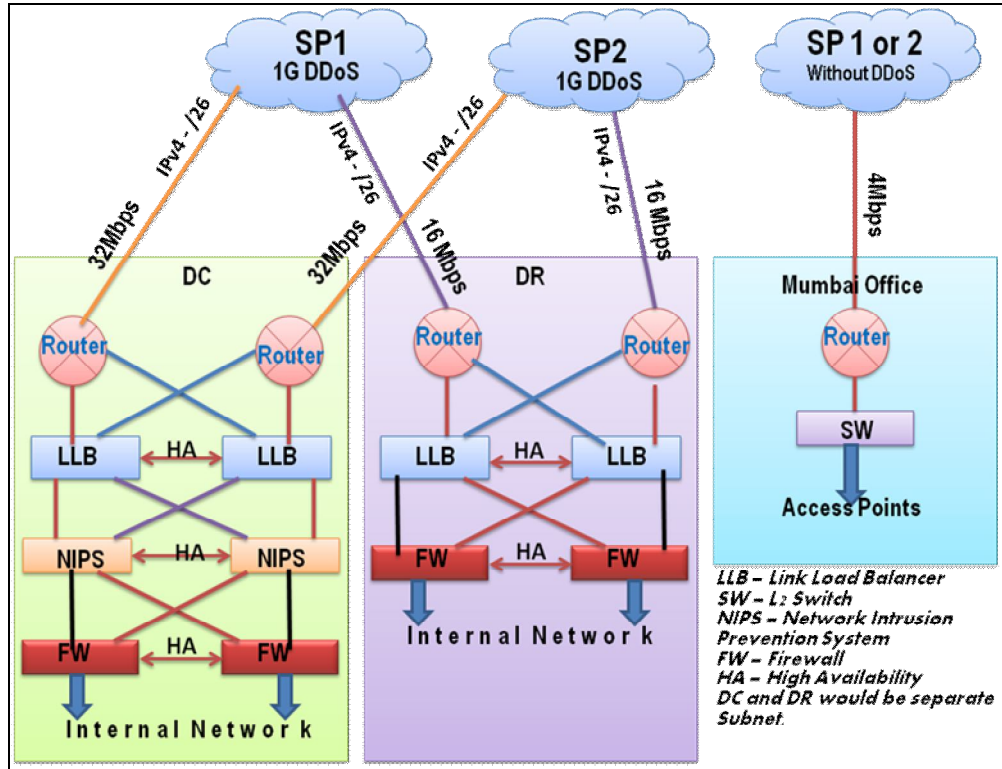 SP1
1G DDoS
SP2
1G DDoS
SP 1 or 2
Without DDoS
IPv4 - /26
32Mbps
IPv4 - /26
16 Mbps
IPv4 - /26
32Mbps
IPv4 - /26
16 Mbps
4Mbps
DC
Router
Router
LLB
HA
LLB
NIPS
HA
NIPS
FW
HA
FW
Internal Network
DR
Router
Router
LLB
HA
LLB
FW
HA
FW
Internal Network
Mumbai Office
Router
SW
Access Points
LLB – Link Load Balancer
SW – L2 Switch
NIPS – Network Intrusion
Prevention System
FW – Firewall
HA – High Availability
DC and DR would be separate
Subnet.